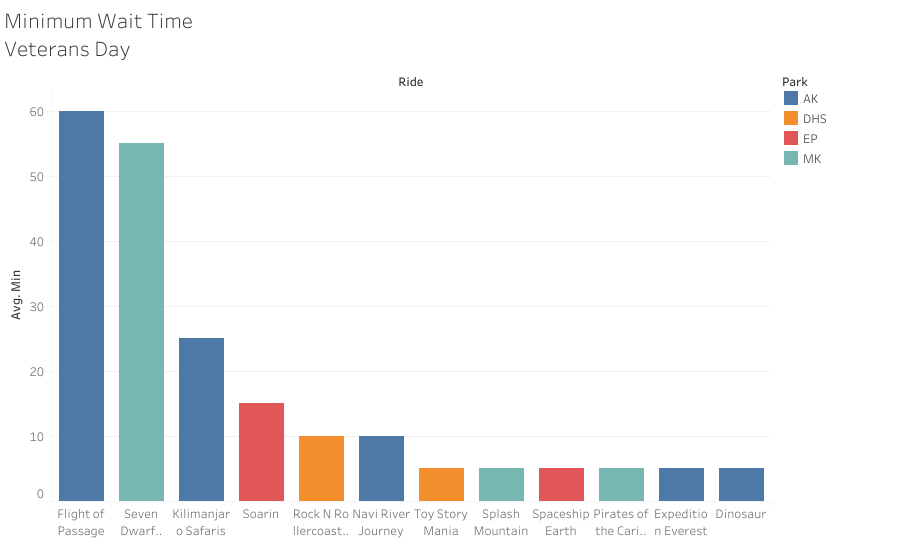 Minimum Wait Time
Veterans Day
Ride
Park
AK
DHS
EP
MK
Avg. Min
60
50
40
30
20
10
0
Flight of
Passage
Seven
Dwarf..
Kilimanjar
o Safaris
Soarin
Rock N Ro
llercoast..
Navi River
Journey
Toy Story
Mania
Splash
Mountain
Spaceship
Earth
Pirates of
the Cari..
Expeditio
n Everest
Dinosaur